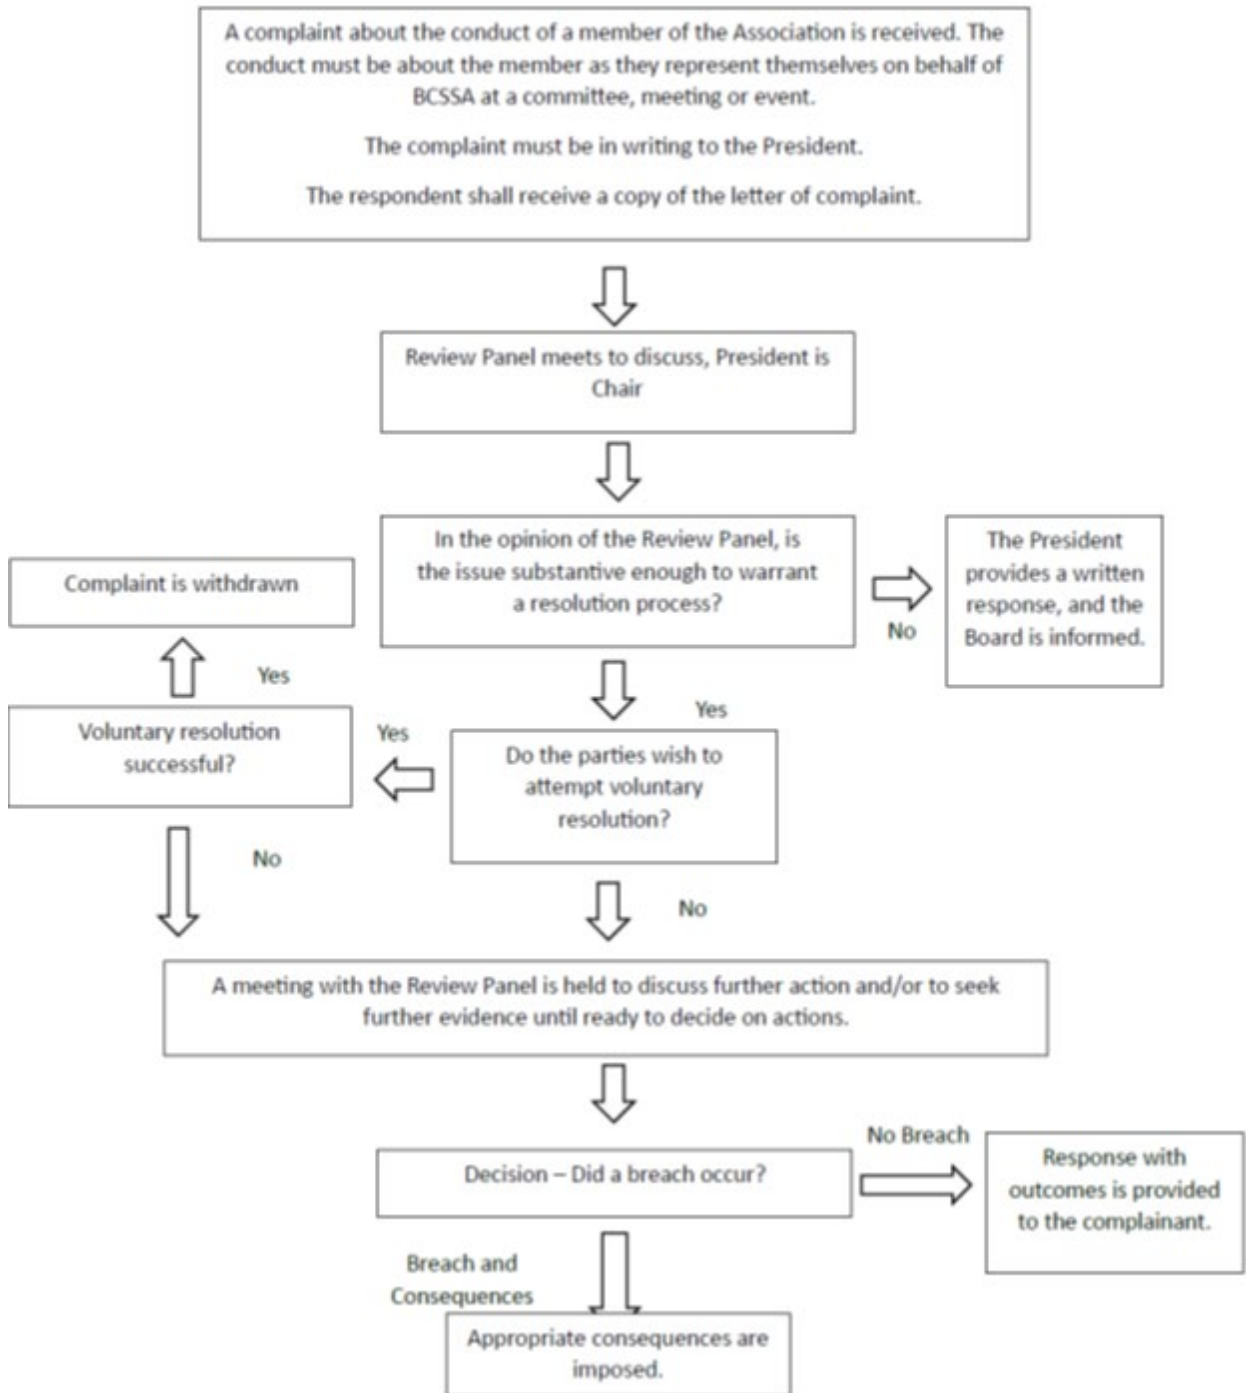 A complaint about the conduct of a member of the Association is received. The
conduct must be about the member as they represent themselves on behalf of
BCSSA at a committee, meeting or event.
The complaint must be in writing to the President.
The respondent shall receive a copy of the letter of complaint.
Review Panel meets to discuss, President is
Chair
In the opinion of the Review Panel, is
the issue substantive enough to warrant
a resolution process?
No
The President
provides a written
response, and the
Board is informed.
Yes
Do the parties wish to
attempt voluntary
resolution?
Yes
Voluntary resolution
successful?
Yes
Complaint is withdrawn
No
No
A meeting with the Review Panel is held to discuss further action and/or to seek
further evidence until ready to decide on actions.
Decision – Did a breach occur?
No Breach
Response with
outcomes is provided
to the complainant.
Breach and
Consequences
Appropriate consequences are
imposed.